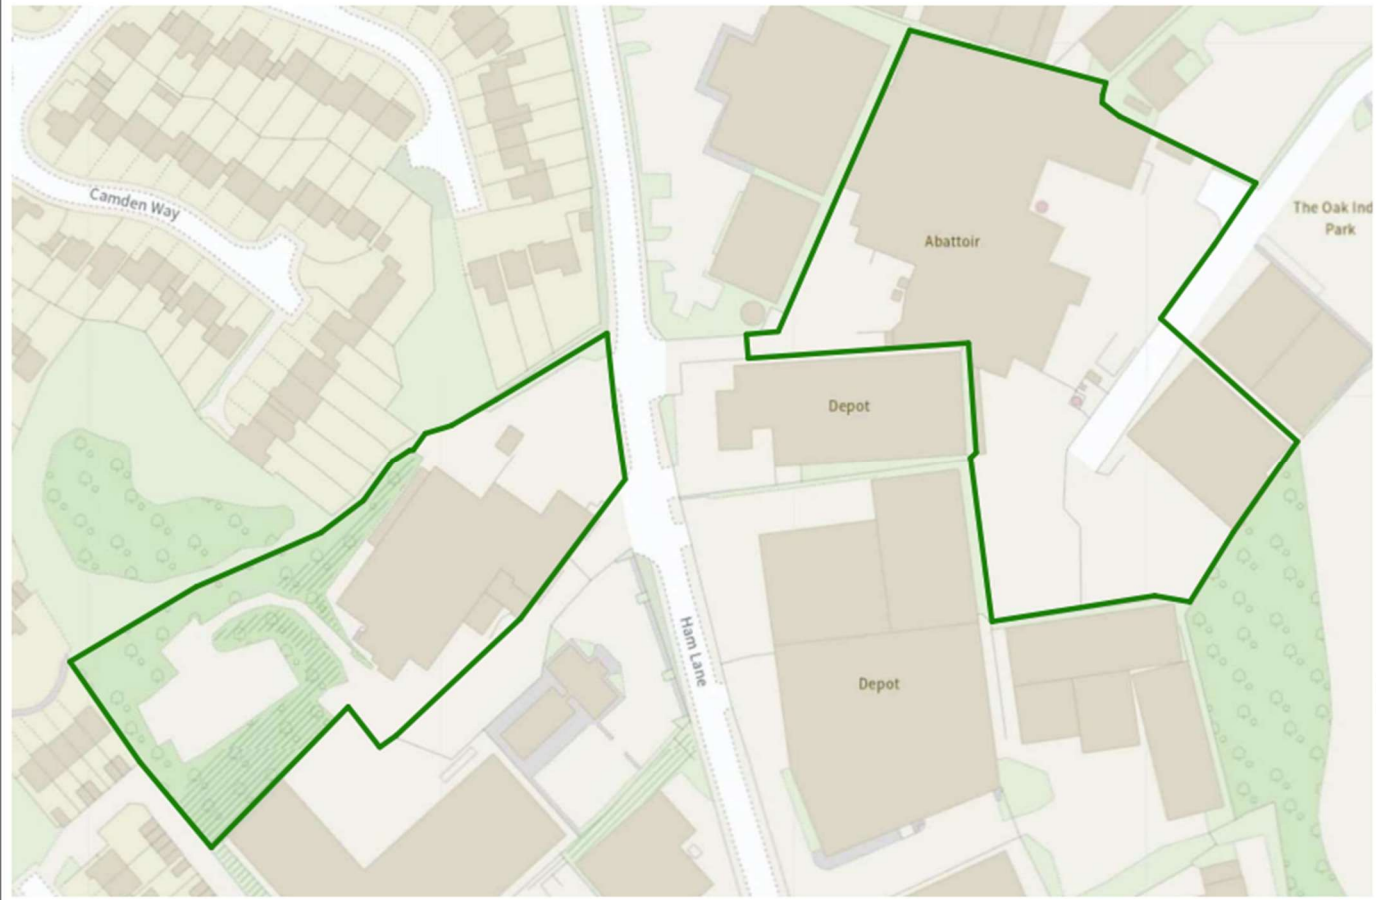 Camden Way
The Oak Ind
Park
Abattoir
Depot
Ham Lane
Depot